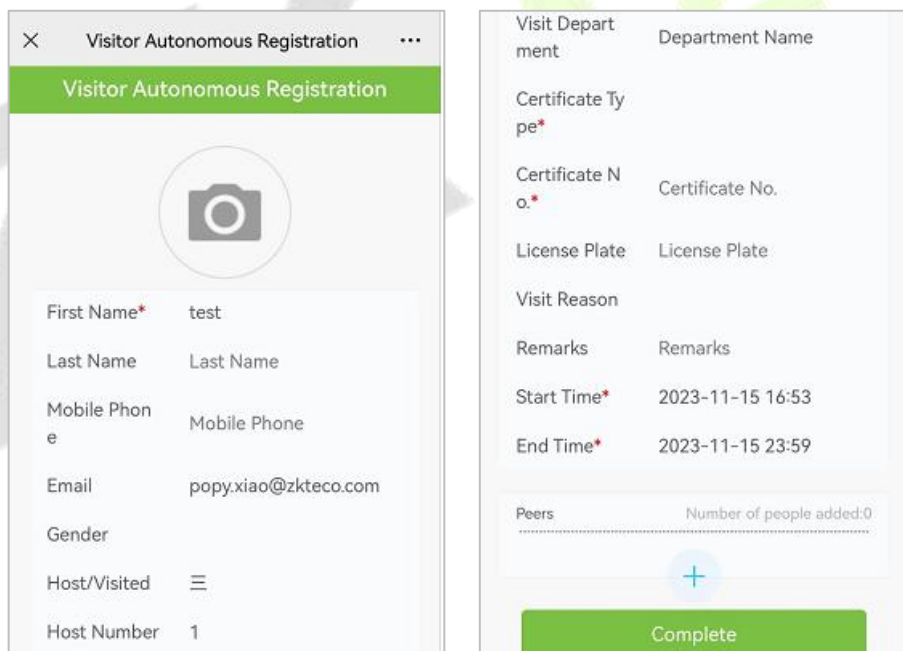 Visitor Autonomous Registration
Visitor Autonomous Registration
First Name* test
Last Name Last Name
Mobile Phon
e Mobile Phone
Email popy.xiao@zkteco.com
Gender
Host/Visited 三
Host Number 1
Visit Depart
ment Department Name
Certificate Ty
pe*
Certificate N
o.* Certificate No.
License Plate License Plate
Visit Reason
Remarks Remarks
Start Time* 2023-11-15 16:53
End Time* 2023-11-15 23:59
Peers Number of people added:0
Complete